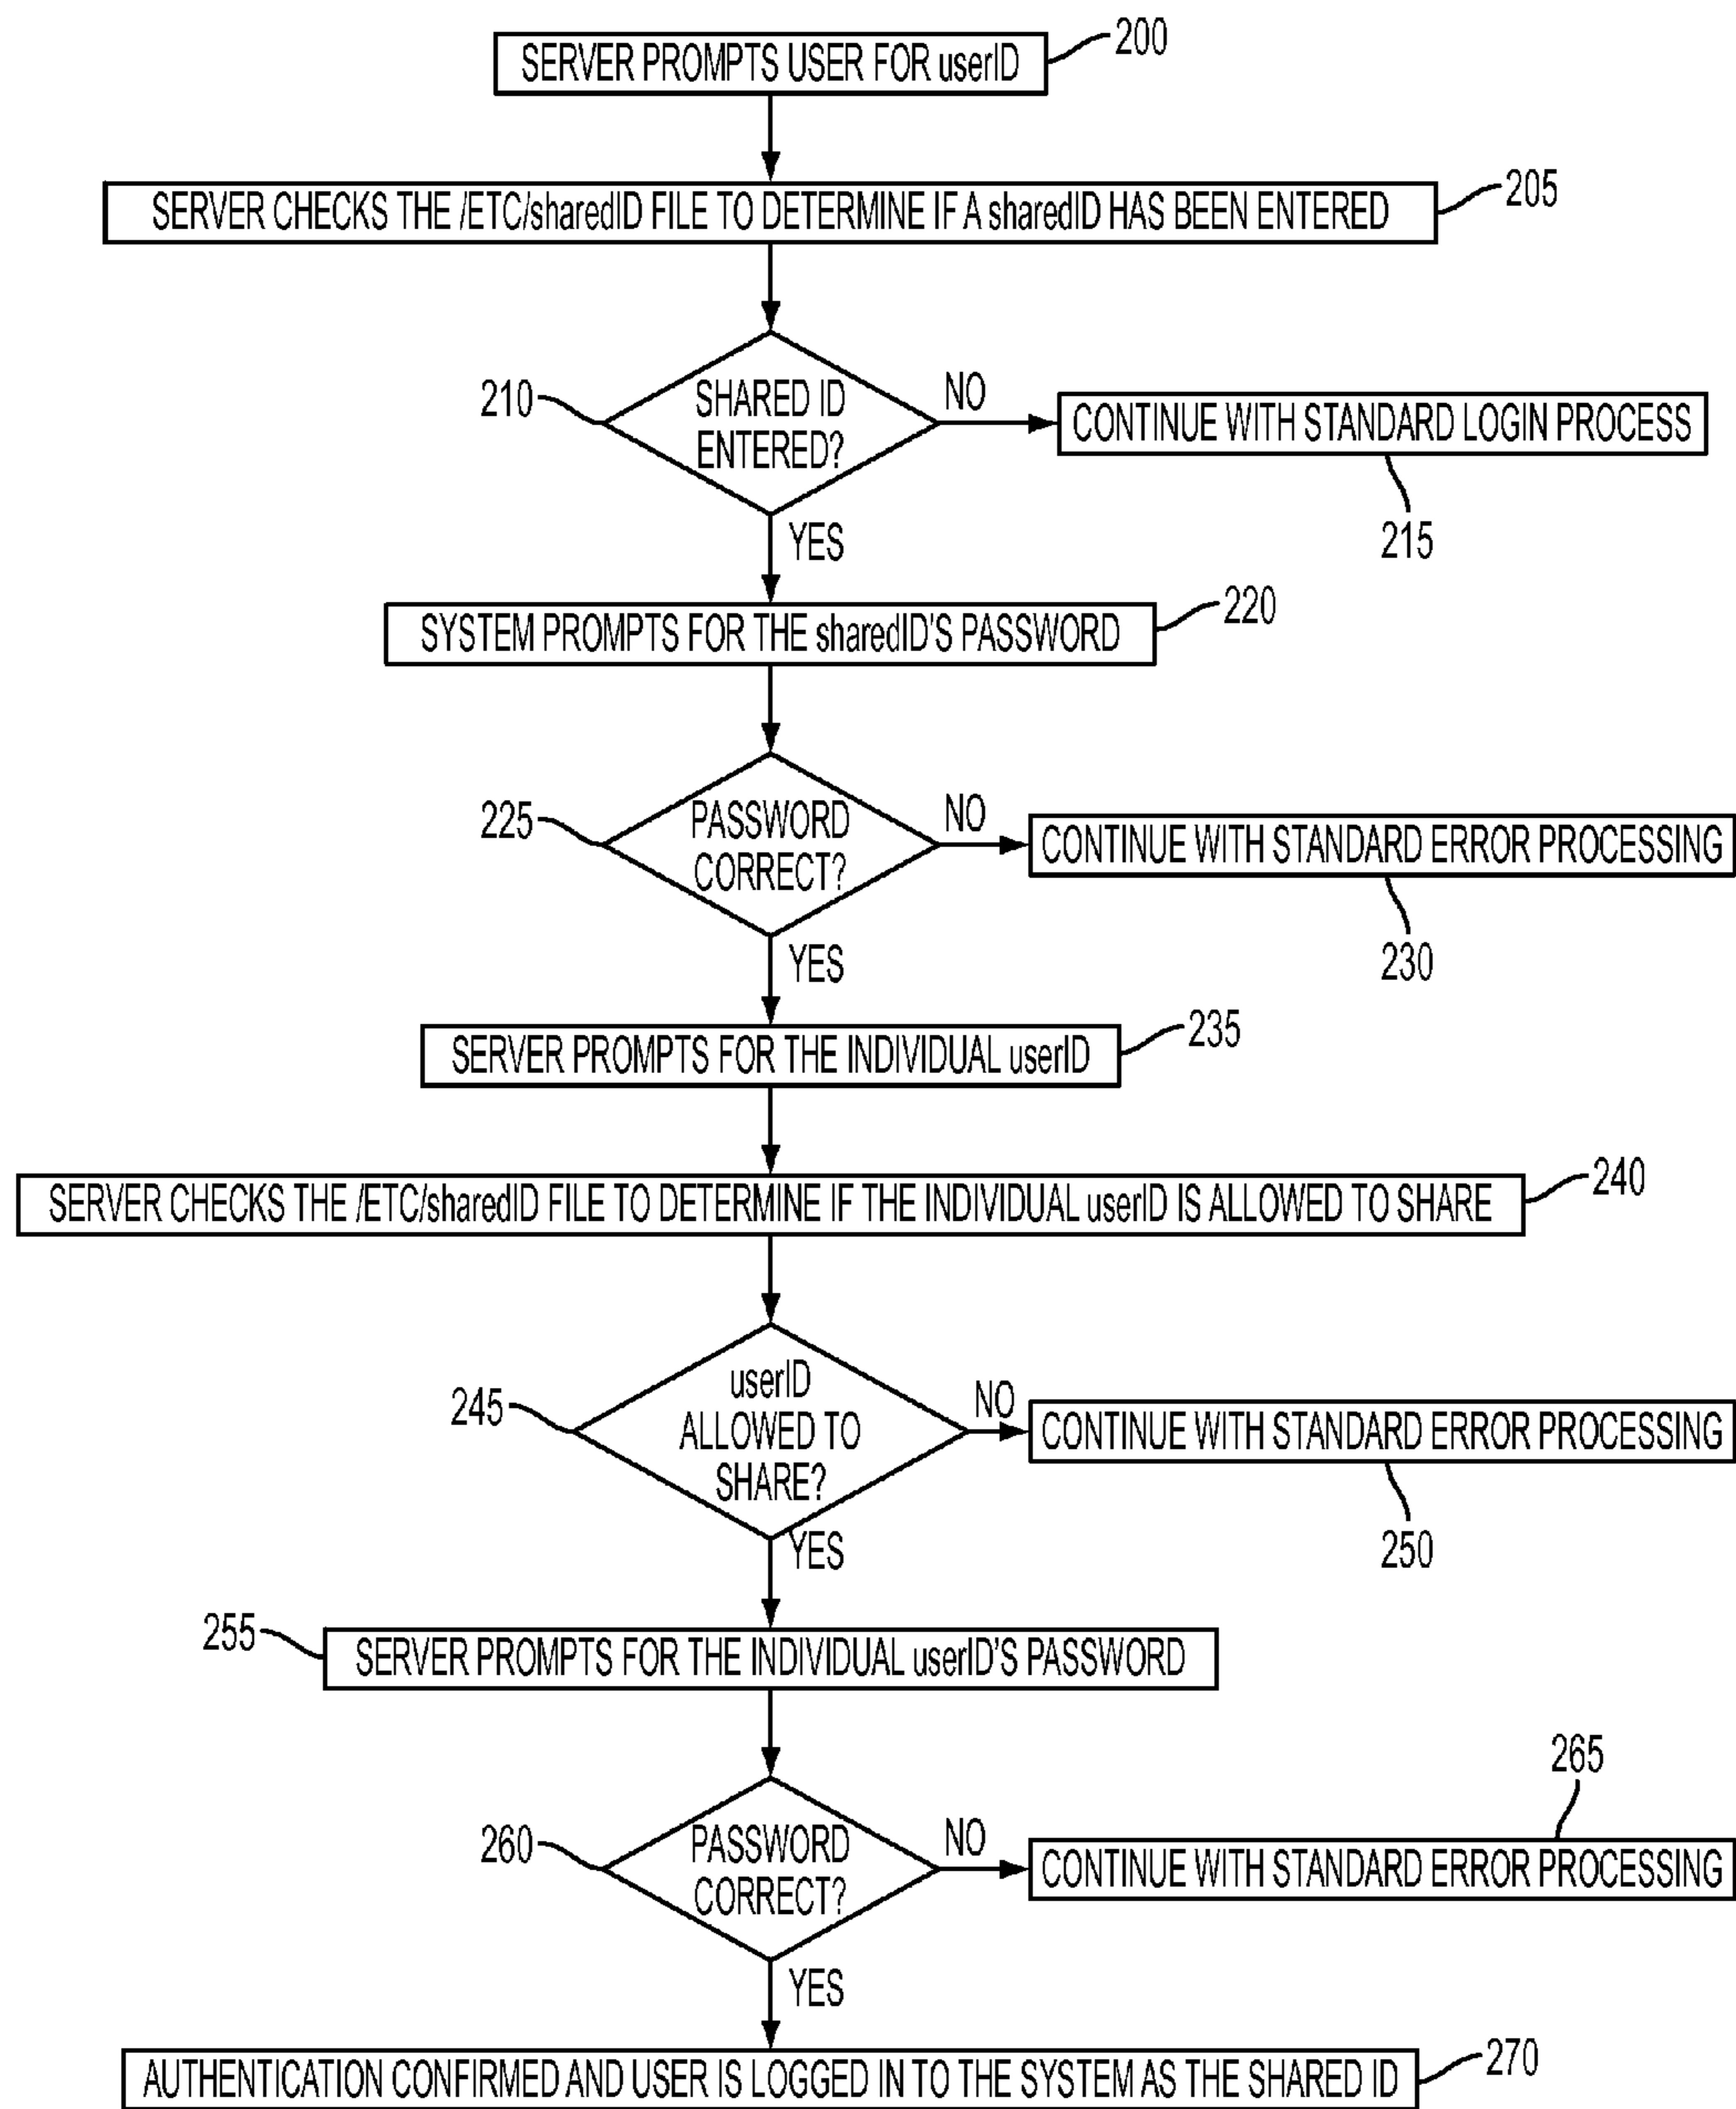 SERVER PROMPTS USER FOR userID
200
SERVER CHECKS THE /ETC/sharedID FILE TO DETERMINE IF A sharedID HAS BEEN ENTERED
205
210
SHARED ID
ENTERED?
NO
CONTINUE WITH STANDARD LOGIN PROCESS
215
YES
SYSTEM PROMPTS FOR THE sharedID'S PASSWORD
220
225
PASSWORD
CORRECT?
NO
CONTINUE WITH STANDARD ERROR PROCESSING
230
YES
SERVER PROMPTS FOR THE INDIVIDUAL userID
235
SERVER CHECKS THE /ETC/sharedID FILE TO DETERMINE IF THE INDIVIDUAL userID IS ALLOWED TO SHARE
240
245
userID
ALLOWED TO
SHARE?
NO
CONTINUE WITH STANDARD ERROR PROCESSING
250
YES
255
SERVER PROMPTS FOR THE INDIVIDUAL userID'S PASSWORD
260
PASSWORD
CORRECT?
NO
265
CONTINUE WITH STANDARD ERROR PROCESSING
YES
AUTHENTICATION CONFIRMED AND USER IS LOGGED IN TO THE SYSTEM AS THE SHARED ID
270